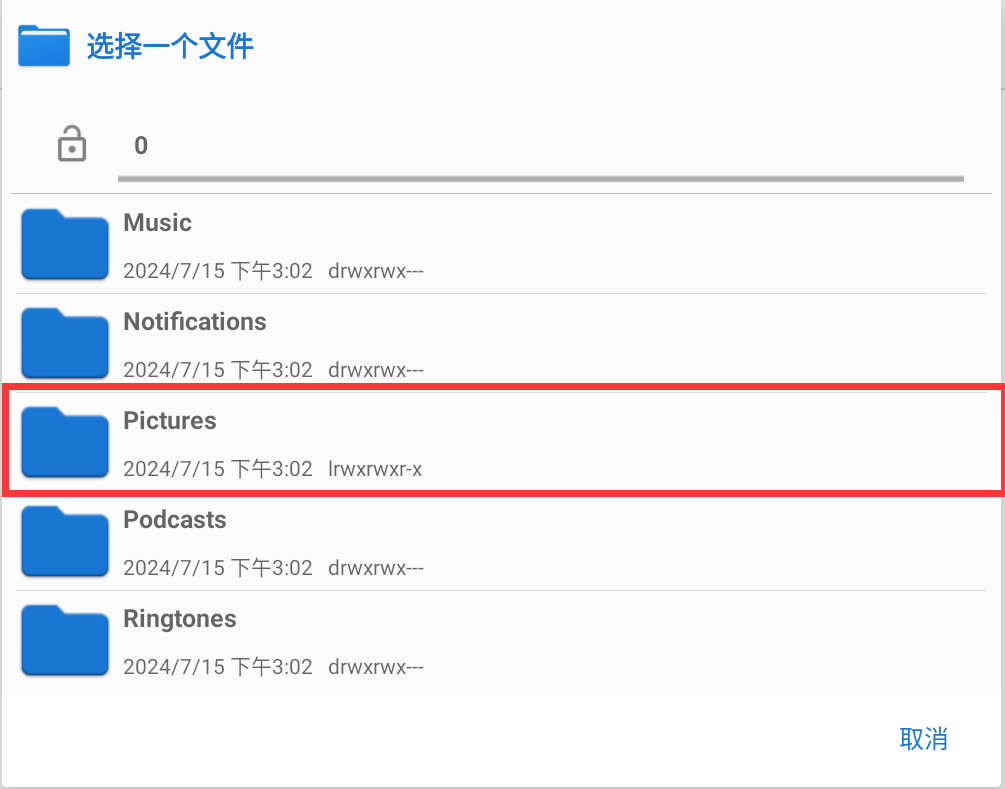 选择一个文件
0
Music
2024/7/15 下午3:02 drwxrwx---
Notifications
2024/7/15 下午3:02 drwxrwx---
Pictures
2024/7/15 下午3:02 lrwxrwxr-x
Podcasts
2024/7/15 下午3:02 drwxrwx---
Ringtones
2024/7/15 下午3:02 drwxrwx---
取消